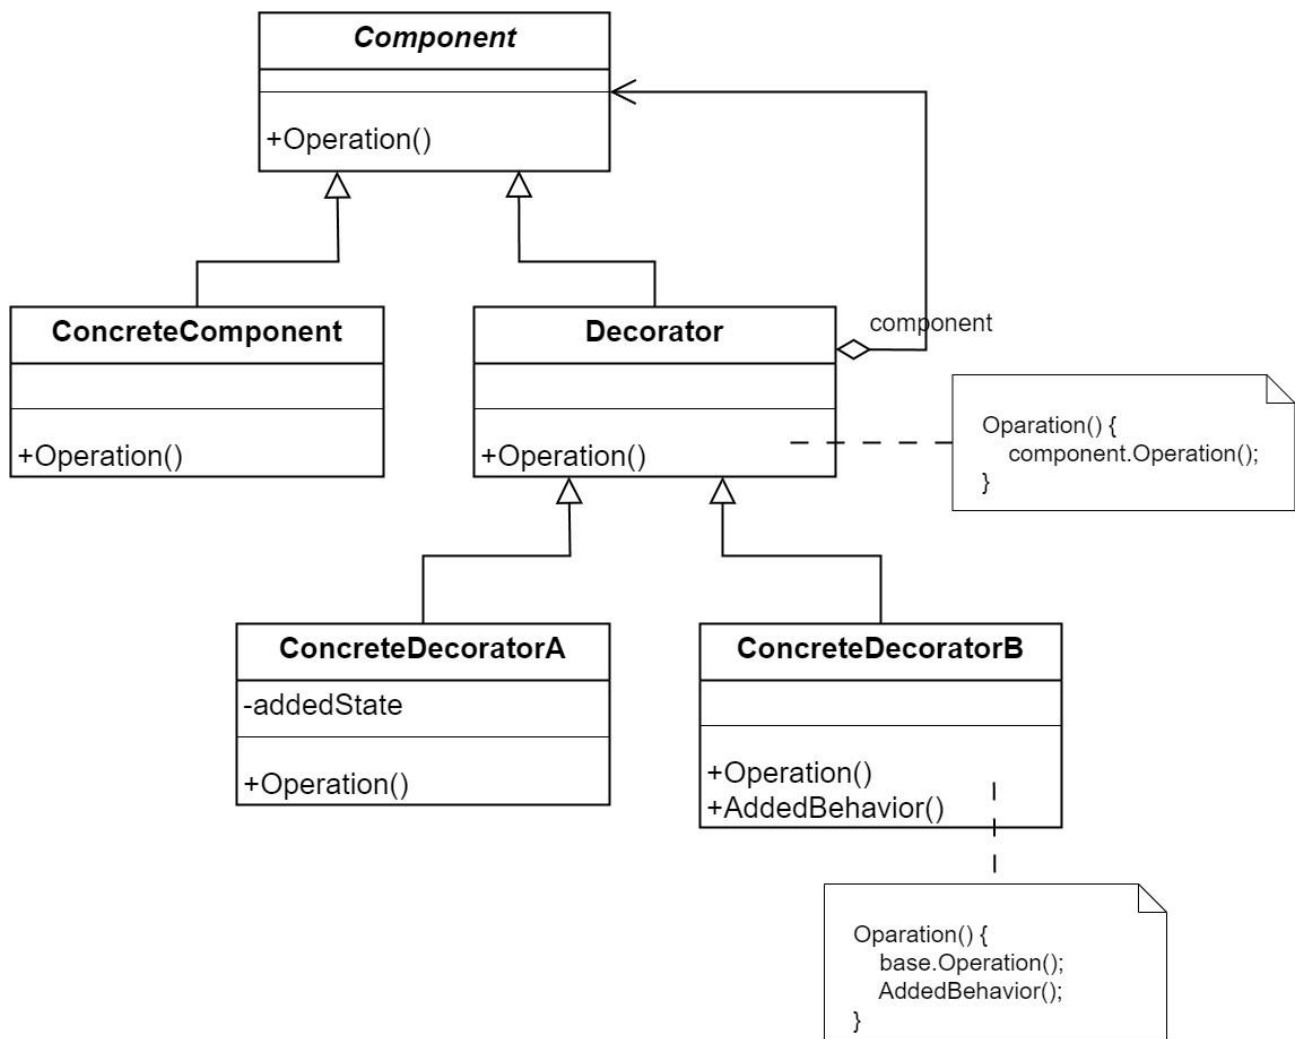 Component
+Operation()
ConcreteComponent
+Operation()
Decorator
+Operation()
component
Oparation() {
component.Operation();
}
ConcreteDecoratorA
-addedState
+Operation()
ConcreteDecoratorB
+Operation()
+AddedBehavior()
Oparation() {
base.Operation();
AddedBehavior();
}